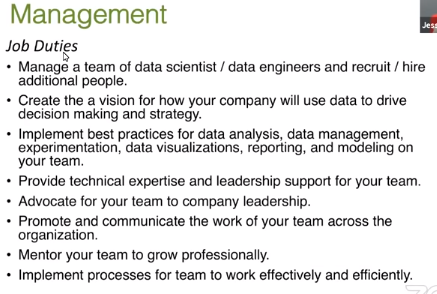 Management
Jess
Job Duties
• Manage a team of data scientist / data engineers and recruit / hire
additional people.
• Create the a vision for how your company will use data to drive
decision making and strategy.
• Implement best practices for data analysis, data management,
experimentation, data visualizations, reporting, and modeling on
your team.
• Provide technical expertise and leadership support for your team.
• Advocate for your team to company leadership.
• Promote and communicate the work of your team across the
organization.
• Mentor your team to grow professionally.
• Implement processes for team to work effectively and efficiently.